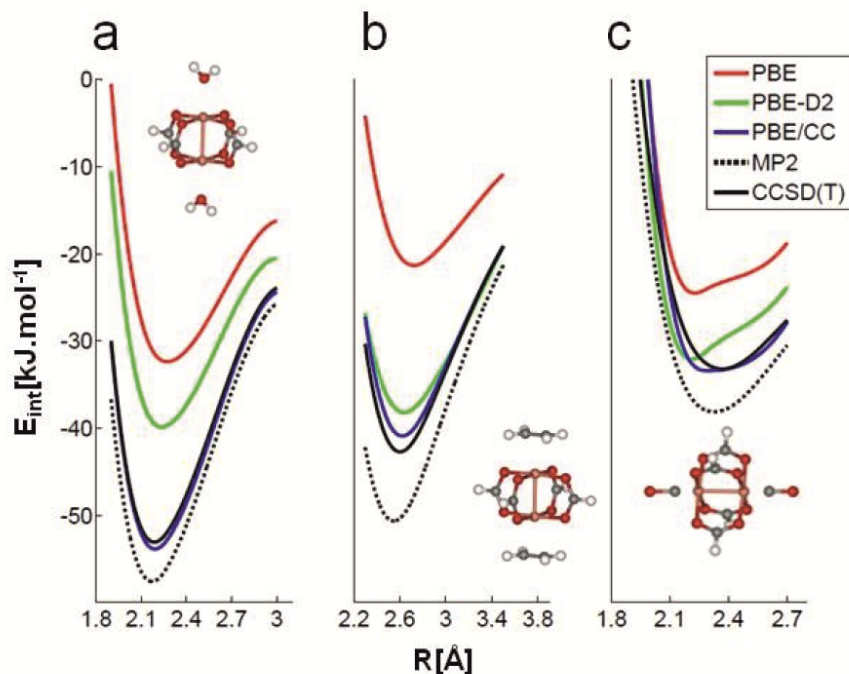 a
b
c
PBE
PBE-D2
PBE/CC
MP2
CCSD(T)
E_int[kJ.mol⁻¹]
0
-10
-20
-30
-40
-50
1.8 2.1 2.4 2.7 3
2.2 2.6 3.0 3.4 3.8
1.8 2.1 2.4 2.7
R[Å]